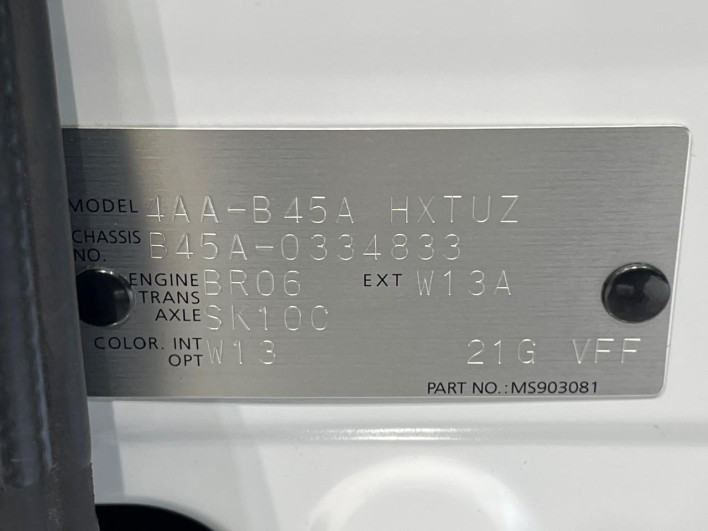 MODEL 4AA-B45A HXTUZ
CHASSIS NO. B45A-0334833
ENGINE BR06 EXT W13A
TRANS AXLE SK10C
COLOR. INT OPT W13 21G VFF
PART NO.:MS903081